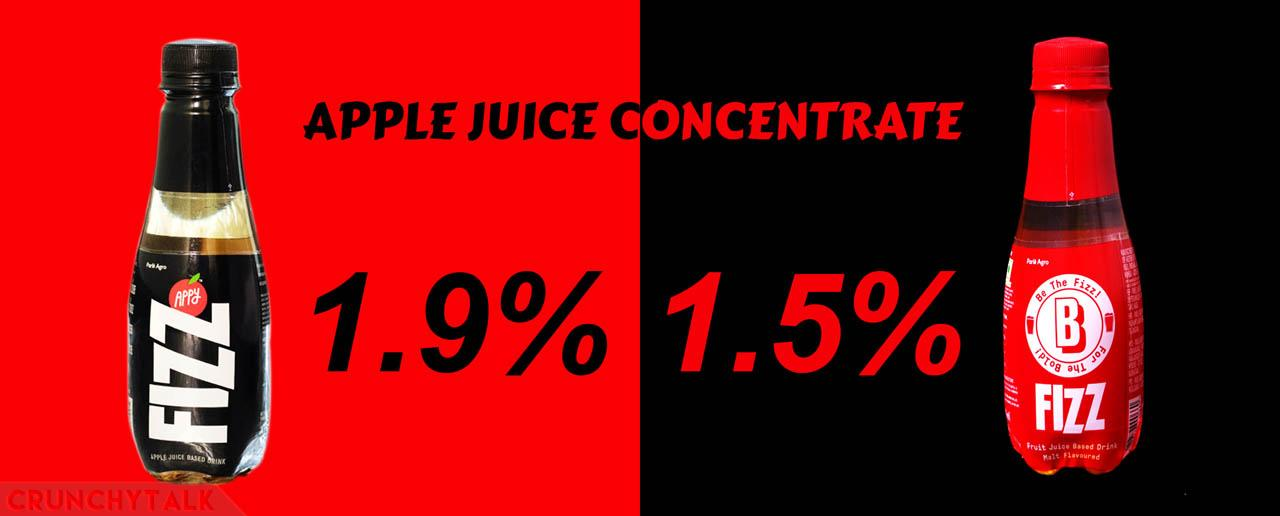 APPLE JUICE CONCENTRATE
1.9% 1.5%
Parle Agro
APPY
FIZZ
APPLE JUICE BASED DRINK
Parle Agro
Be The Fizz!
B
For The Bold!
FIZZ
Fruit Juice Based Drink
Malt Flavoured
CRUNCHYTALK